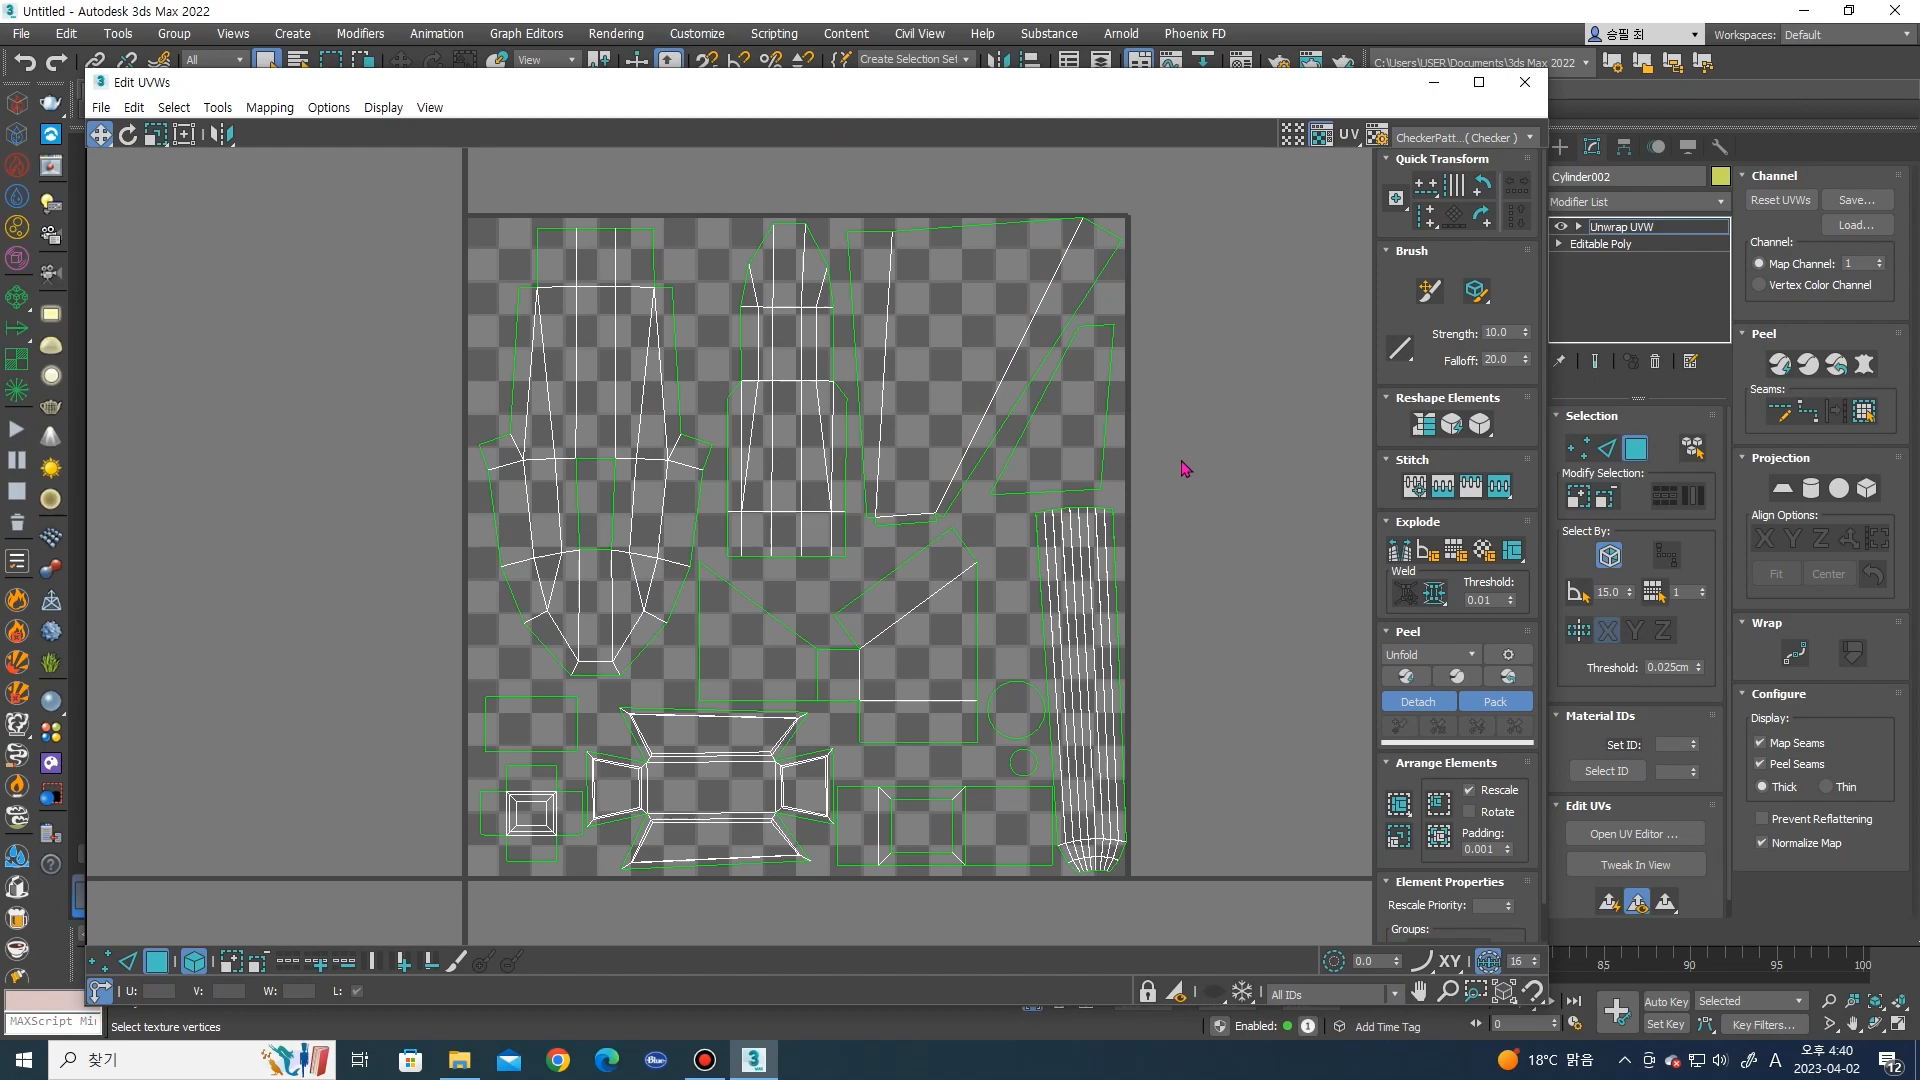 Untitled - Autodesk 3ds Max 2022
File Edit Tools Group Views Create Modifiers Animation Graph Editors Rendering Customize Scripting Content Civil View Help Substance Arnold Phoenix FD
승필 최
Workspaces: Default
All
View
Create Selection Set
C:\Users\USER\Documents\3ds Max 2022
Edit UVWs
File Edit Select Tools Mapping Options Display View
UV
CheckerPatt...( Checker )
Quick Transform
Brush
Strength: 10.0
Falloff: 20.0
Reshape Elements
Stitch
Explode
Weld
Threshold:
0.01
Peel
Unfold
Detach Pack
Arrange Elements
Rescale
Rotate
Padding:
0.001
Element Properties
Rescale Priority:
Groups:
Cylinder002
Modifier List
Unwrap UVW
Editable Poly
Selection
Modify Selection:
Select By:
15.0
1
X Y Z
Threshold: 0.025cm
Material IDs
Set ID:
Select ID
Edit UVs
Open UV Editor ...
Tweak In View
Channel
Reset UVWs Save...
Load...
Channel:
Map Channel: 1
Vertex Color Channel
Peel
Seams:
Projection
Align Options:
X Y Z
Fit Center
Wrap
Configure
Display:
Map Seams
Peel Seams
Thick Thin
Prevent Reflattening
Normalize Map
0.0
XY
16
U: V: W: L:
All IDs
85 90 95 100
MAXScript Mi
Select texture vertices
Enabled: 1
Add Time Tag
0
Auto Key Selected
Set Key Key Filters...
찾기
Blue
3
18℃ 맑음
A
오후 4:40
2023-04-02
12